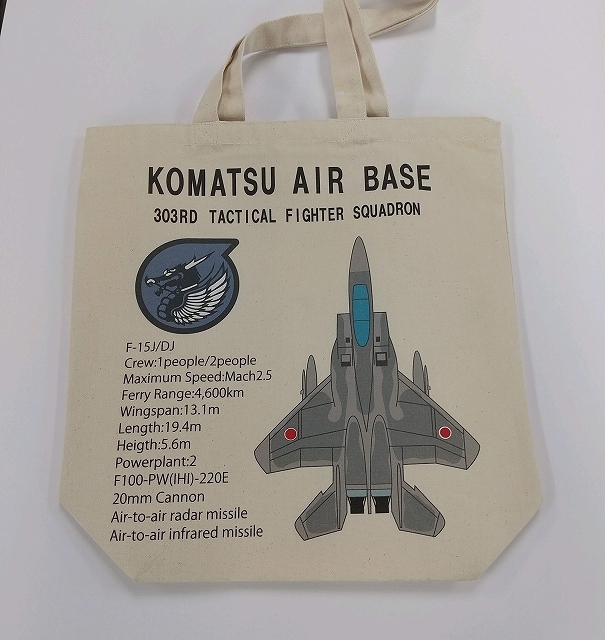 KOMATSU AIR BASE
303RD TACTICAL FIGHTER SQUADRON
F-15J/DJ
Crew:1people/2people
Maximum Speed:Mach2.5
Ferry Range:4,600km
Wingspan:13.1m
Length:19.4m
Heigth:5.6m
Powerplant:2
F100-PW(IHI)-220E
20mm Cannon
Air-to-air radar missile
Air-to-air infrared missile